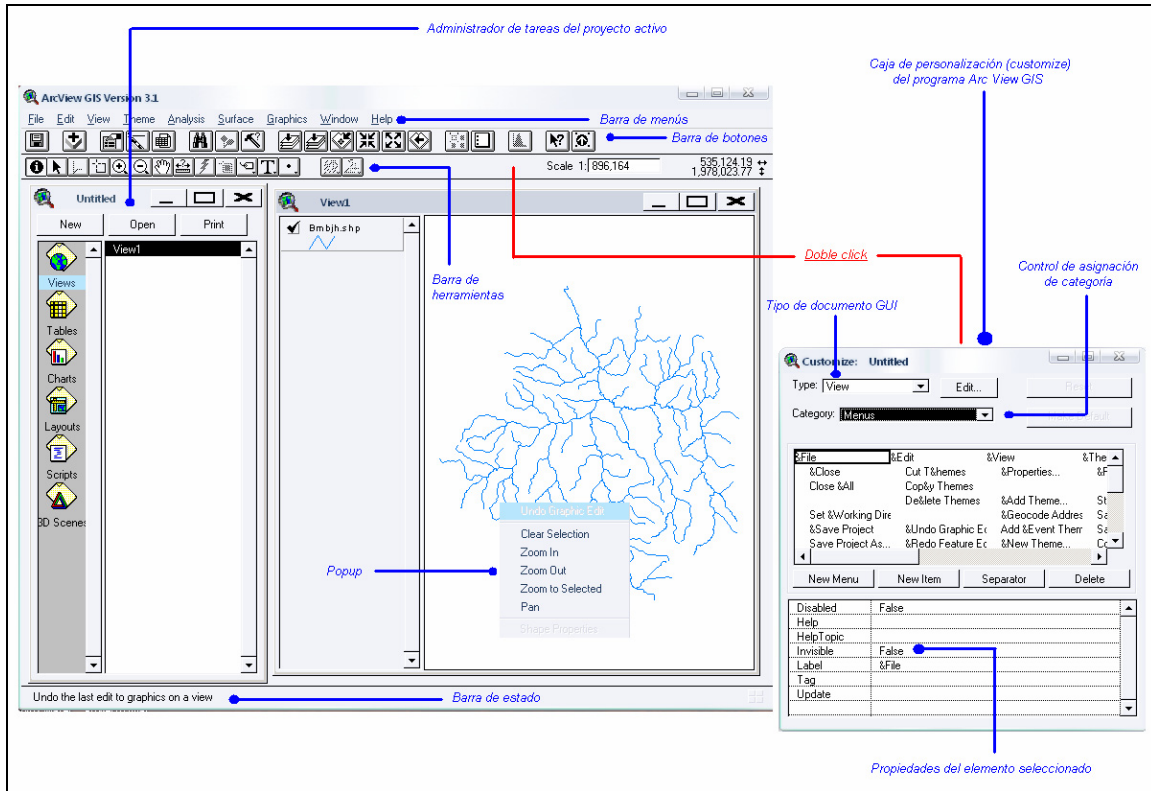 Administrador de tareas del proyecto activo
Caja de personalización (customize)
del programa Arc View GIS
ArcView GIS Version 3.1
File Edit View Theme Analysis Surface Graphics Window Help
Barra de menús
Barra de botones
Scale 1: 896,164
535,124.19
1,978,023.77
Untitled
New Open Print
View1
Views
Tables
Charts
Layouts
Scripts
3D Scenes
View1
Bmbjh.shp
Barra de
herramientas
Doble click
Control de asignación
de categoría
Tipo de documento GUI
Undo Graphic Edit
Clear Selection
Zoom In
Zoom Out
Zoom to Selected
Pan
Shape Properties
Popup
Undo the last edit to graphics on a view
Barra de estado
Customize: Untitled
Type: View Edit...
Category: Menus
&File &Edit &View &The
&Close Cut T&hemes &Properties... &F
Close &All Cop&y Themes
De&lete Themes &Add Theme... St
Set &Working Dire &Geocode Addres Sa
&Save Project &Undo Graphic Ec Add &Event Them Sa
Save Project As... &Redo Feature Ec &New Theme... Cc
New Menu New Item Separator Delete
Disabled False
Help
HelpTopic
Invisible False
Label &File
Tag
Update
Propiedades del elemento seleccionado